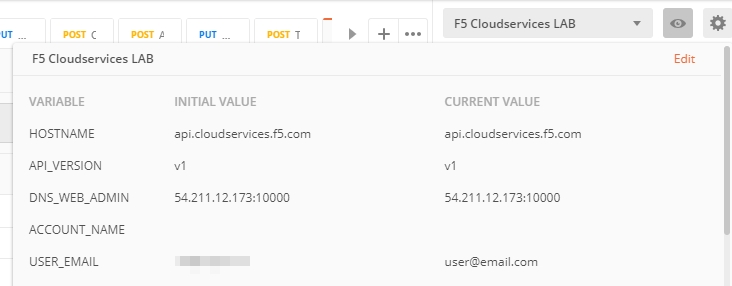 PUT ... POST C POST A PUT ... POST T F5 Cloudservices LAB
F5 Cloudservices LAB Edit
VARIABLE INITIAL VALUE CURRENT VALUE
HOSTNAME api.cloudservices.f5.com api.cloudservices.f5.com
API_VERSION v1 v1
DNS_WEB_ADMIN 54.211.12.173:10000 54.211.12.173:10000
ACCOUNT_NAME
USER_EMAIL user@email.com